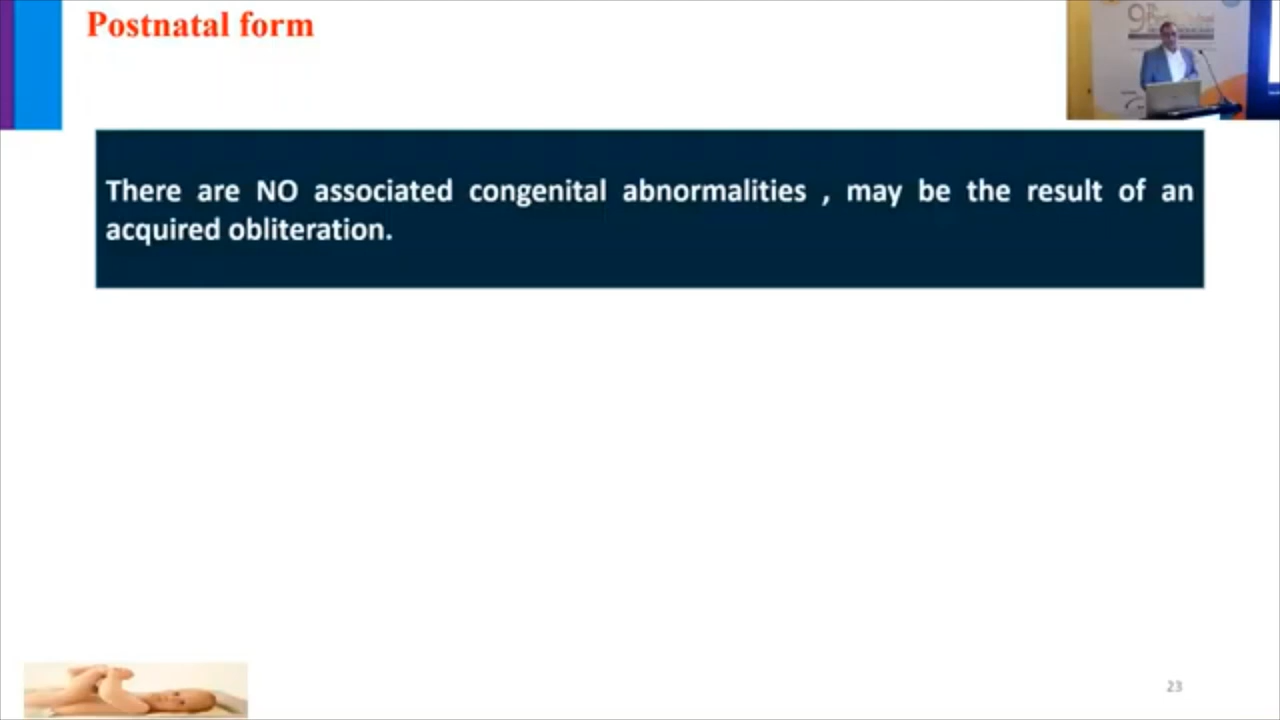 Postnatal form
There are NO associated congenital abnormalities , may be the result of an
acquired obliteration.
23